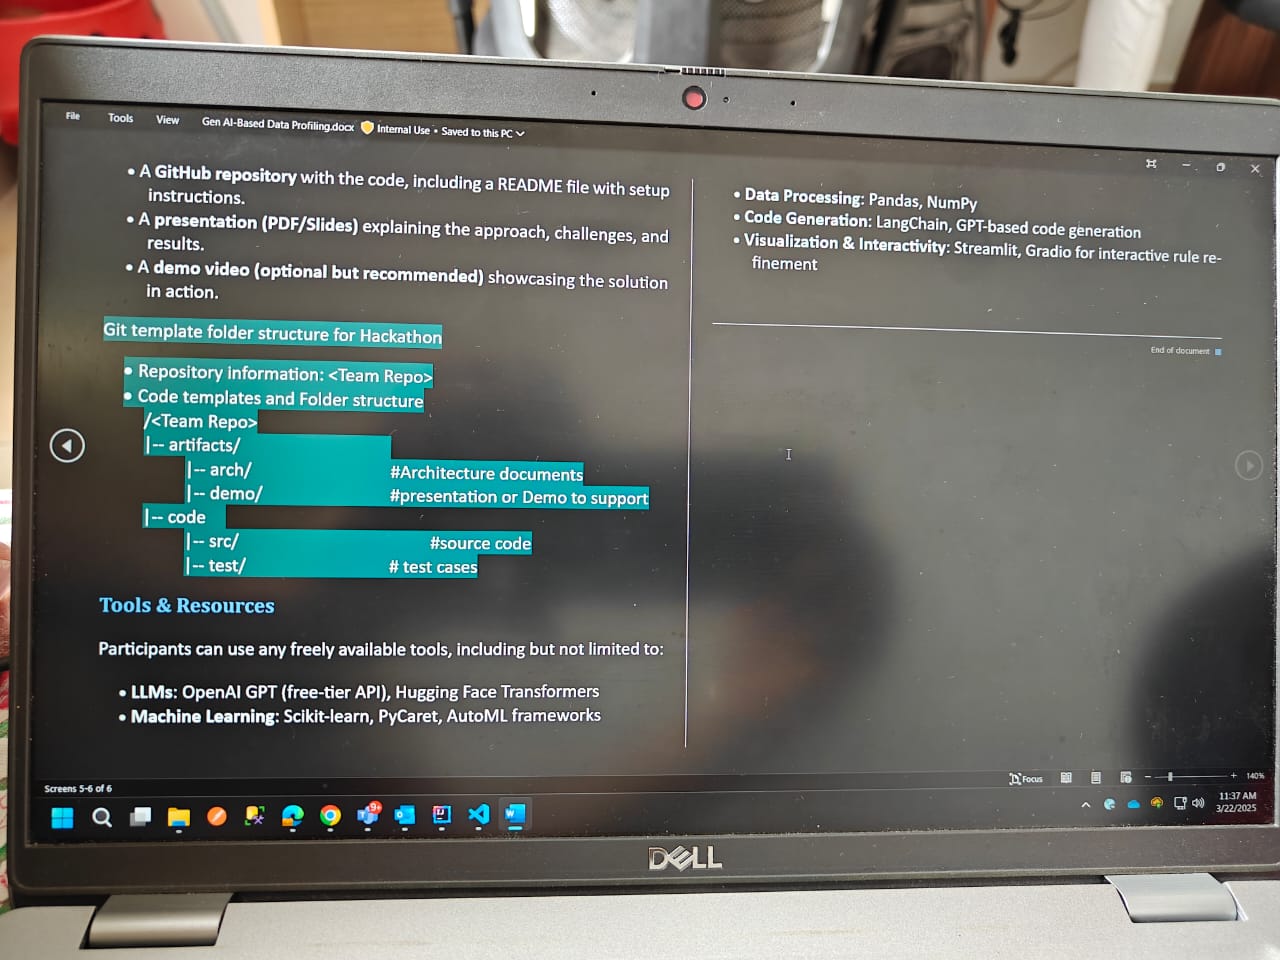 File Tools View Gen AI-Based Data Profiling.docx Internal Use • Saved to this PC
• A GitHub repository with the code, including a README file with setup
instructions.
• A presentation (PDF/Slides) explaining the approach, challenges, and
results.
• A demo video (optional but recommended) showcasing the solution
in action.
Git template folder structure for Hackathon
• Repository information: <Team Repo>
• Code templates and Folder structure
/<Team Repo>
|-- artifacts/
|-- arch/ #Architecture documents
|-- demo/ #presentation or Demo to support
|-- code
|-- src/ #source code
|-- test/ # test cases
Tools & Resources
Participants can use any freely available tools, including but not limited to:
• LLMs: OpenAI GPT (free-tier API), Hugging Face Transformers
• Machine Learning: Scikit-learn, PyCaret, AutoML frameworks
• Data Processing: Pandas, NumPy
• Code Generation: LangChain, GPT-based code generation
• Visualization & Interactivity: Streamlit, Gradio for interactive rule re-
finement
End of document
Screens 5-6 of 6
Focus
140%
9+
11:37 AM
3/22/2025
DELL